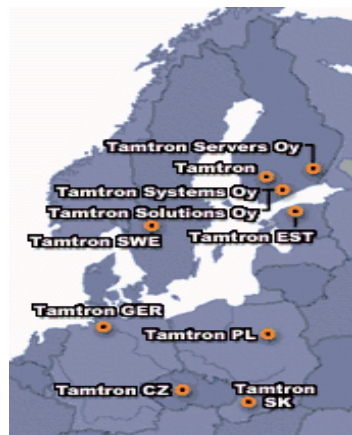 Tamtron Servers Oy
Tamtron
Tamtron Systems Oy
Tamtron Solutions Oy
Tamtron SWE
Tamtron EST
Tamtron GER
Tamtron PL
Tamtron CZ
Tamtron
SK